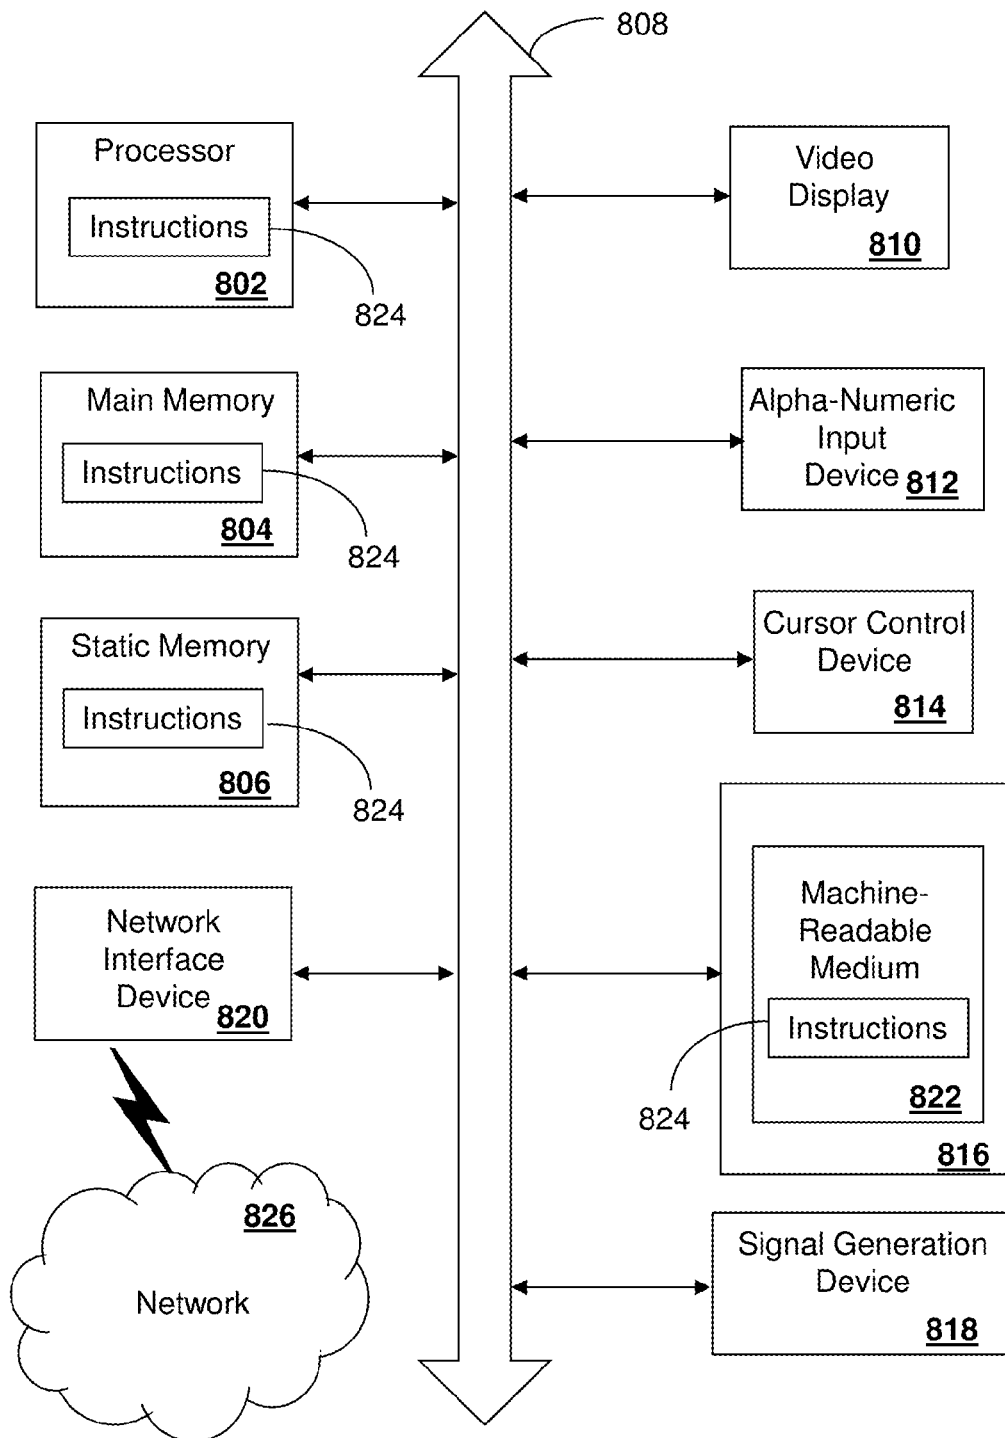 808
Processor
Instructions
802
824
Main Memory
Instructions
804
824
Static Memory
Instructions
806
824
Network
Interface
Device
820
826
Network
Video
Display
810
Alpha-Numeric
Input
Device
812
Cursor Control
Device
814
Machine-
Readable
Medium
Instructions
822
824
816
Signal Generation
Device
818